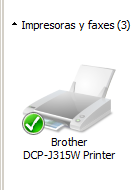 Impresoras y faxes (3)
Brother
DCP-J315W Printer